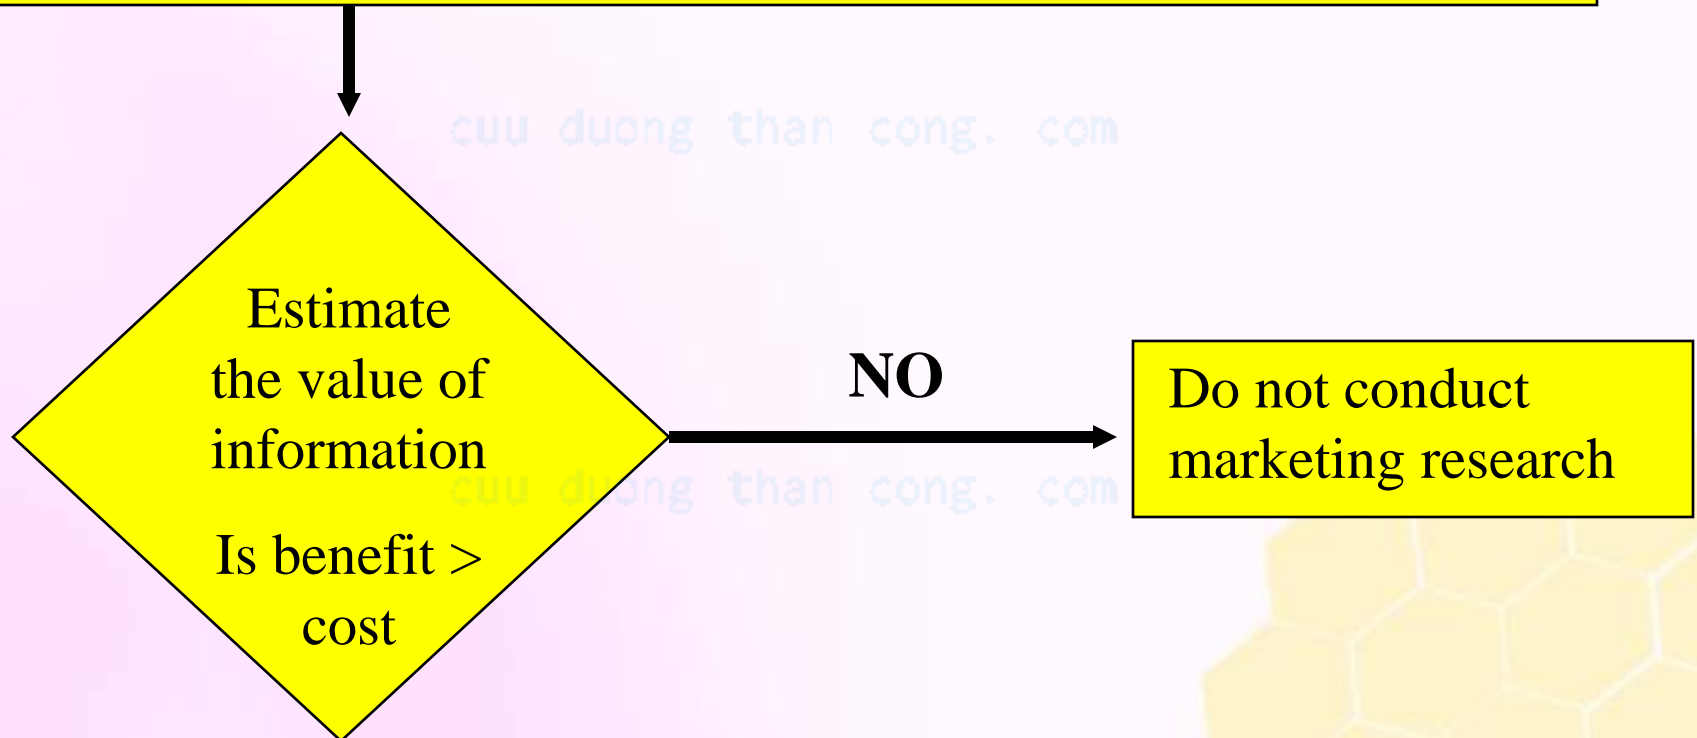 cuu duong than cong. com
Estimate
the value of
information
NO
Do not conduct
marketing research
cuu duong than cong. com
Is benefit >
cost